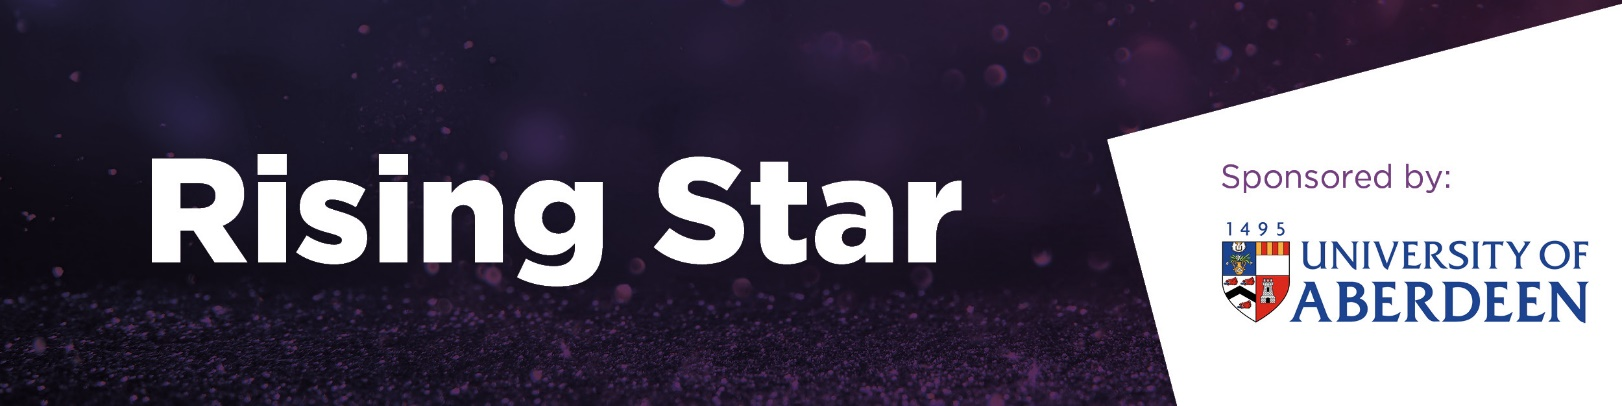 Rising Star
Sponsored by:
1495
UNIVERSITY OF
ABERDEEN